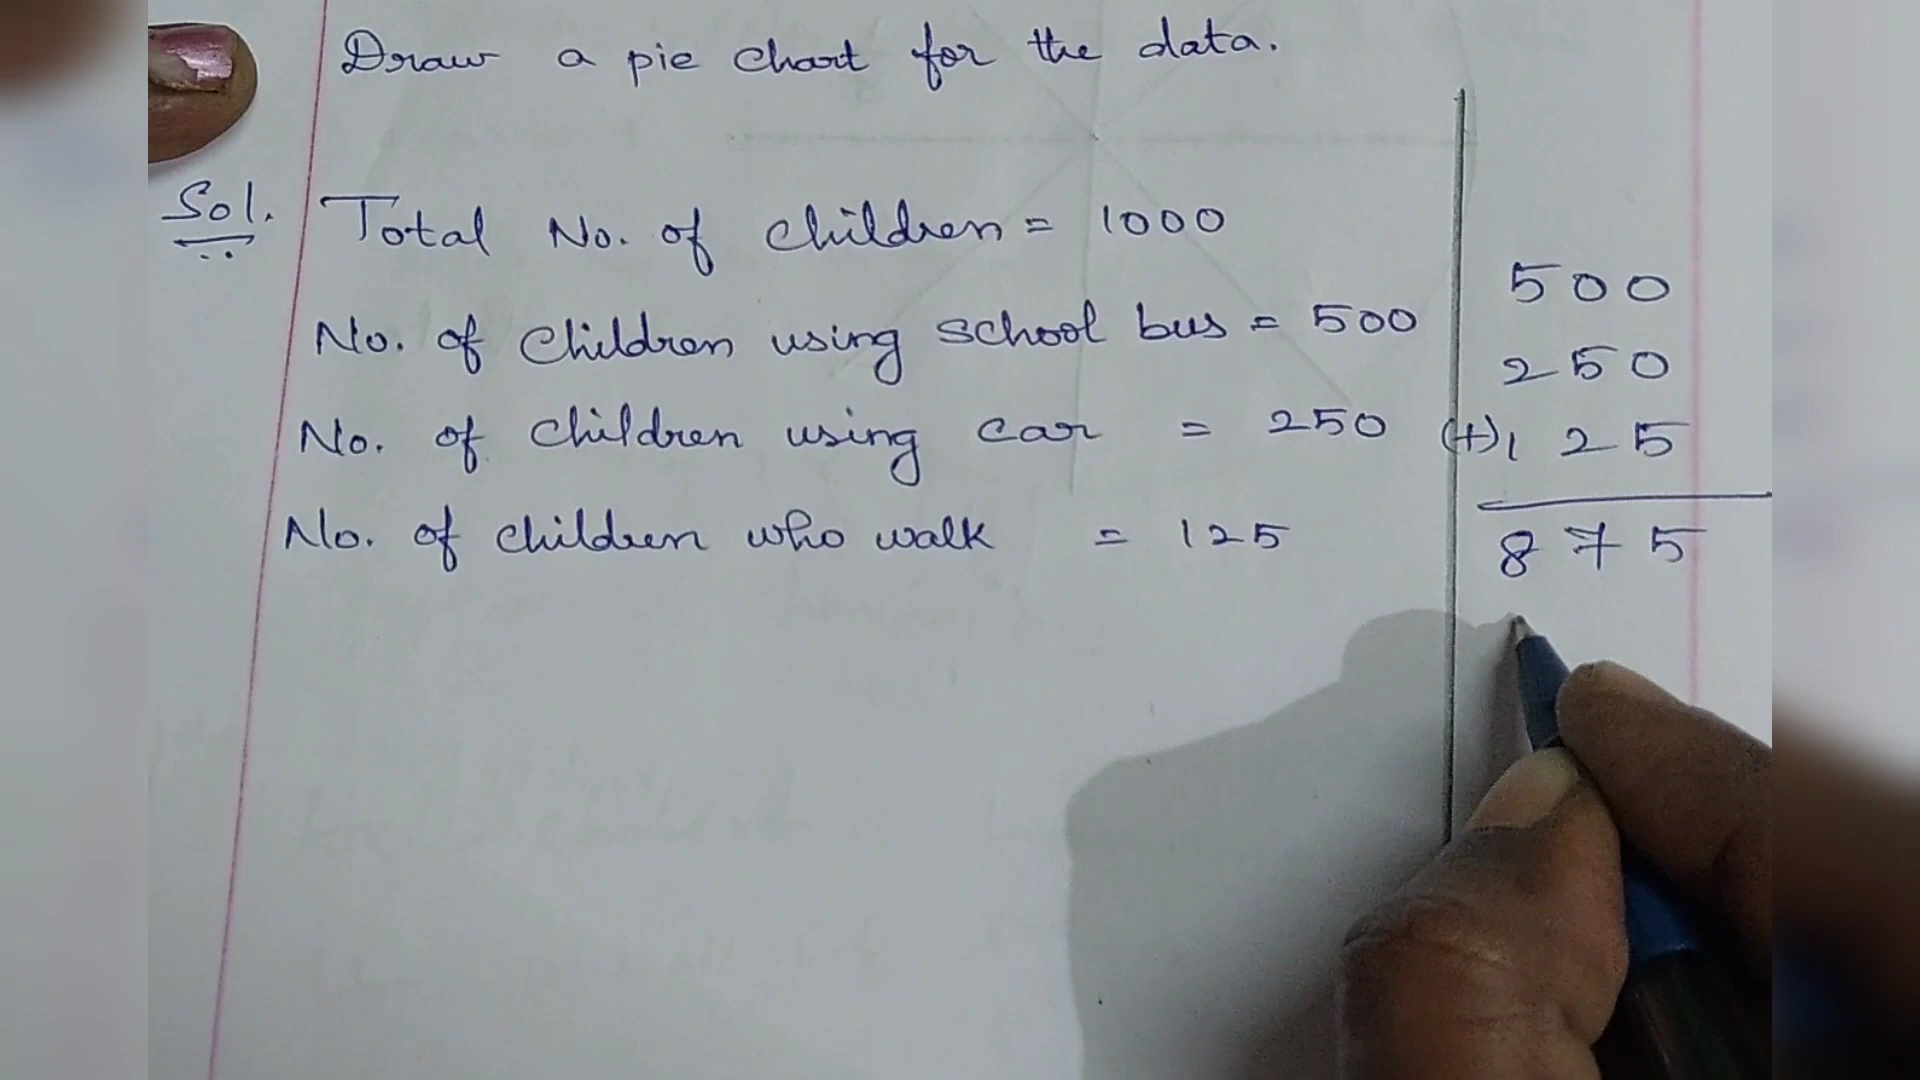 Draw a pie chart for the data.
Sol. Total No. of children = 1000
No. of children using school bus = 500
No. of children using car = 250
No. of children who walk = 125
500
250
(+) 125
875